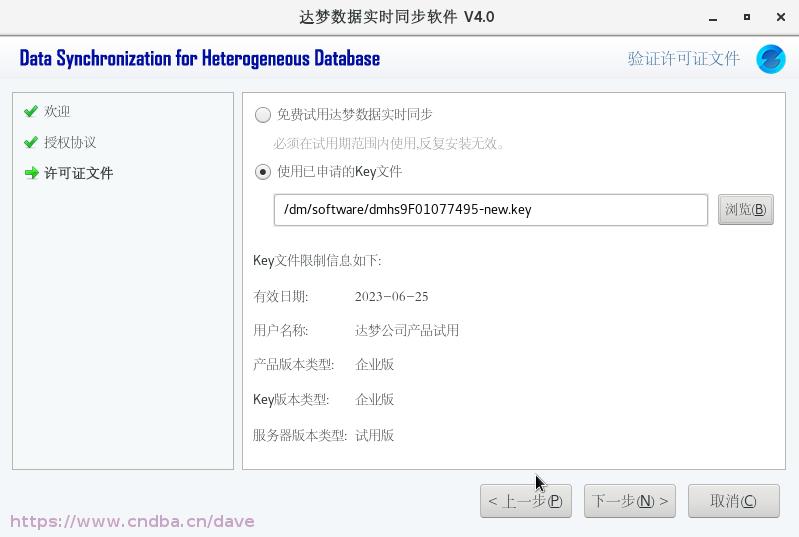 达梦数据实时同步软件 V4.0
Data Synchronization for Heterogeneous Database
验证许可证文件
欢迎
授权协议
许可证文件
免费试用达梦数据实时同步
必须在试用期范围内使用,反复安装无效。
使用已申请的Key文件
/dm/software/dmhs9F01077495-new.key
浏览(B)
Key文件限制信息如下:
有效日期: 2023-06-25
用户名称: 达梦公司产品试用
产品版本类型: 企业版
Key版本类型: 企业版
服务器版本类型: 试用版
< 上一步(P)
下一步(N) >
取消(C)
https://www.cndba.cn/dave